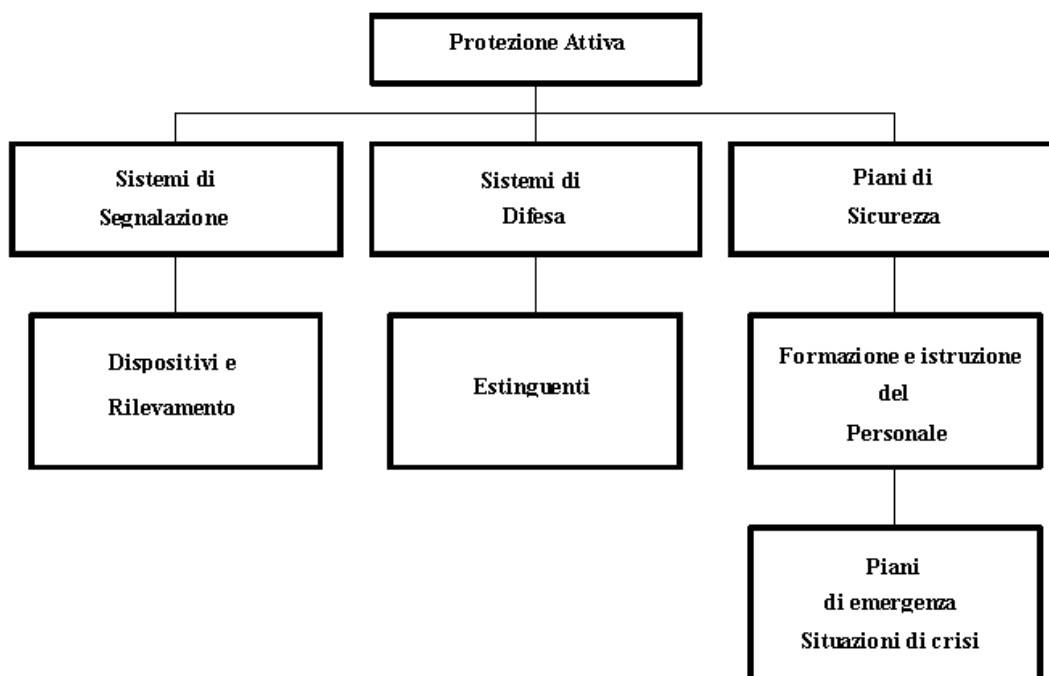 Protezione Attiva
Sistemi di
Segnalazione
Sistemi di
Difesa
Piani di
Sicurezza
Dispositivi e
Rilevamento
Estinguenti
Formazione e istruzione
del
Personale
Piani
di emergenza
Situazioni di crisi